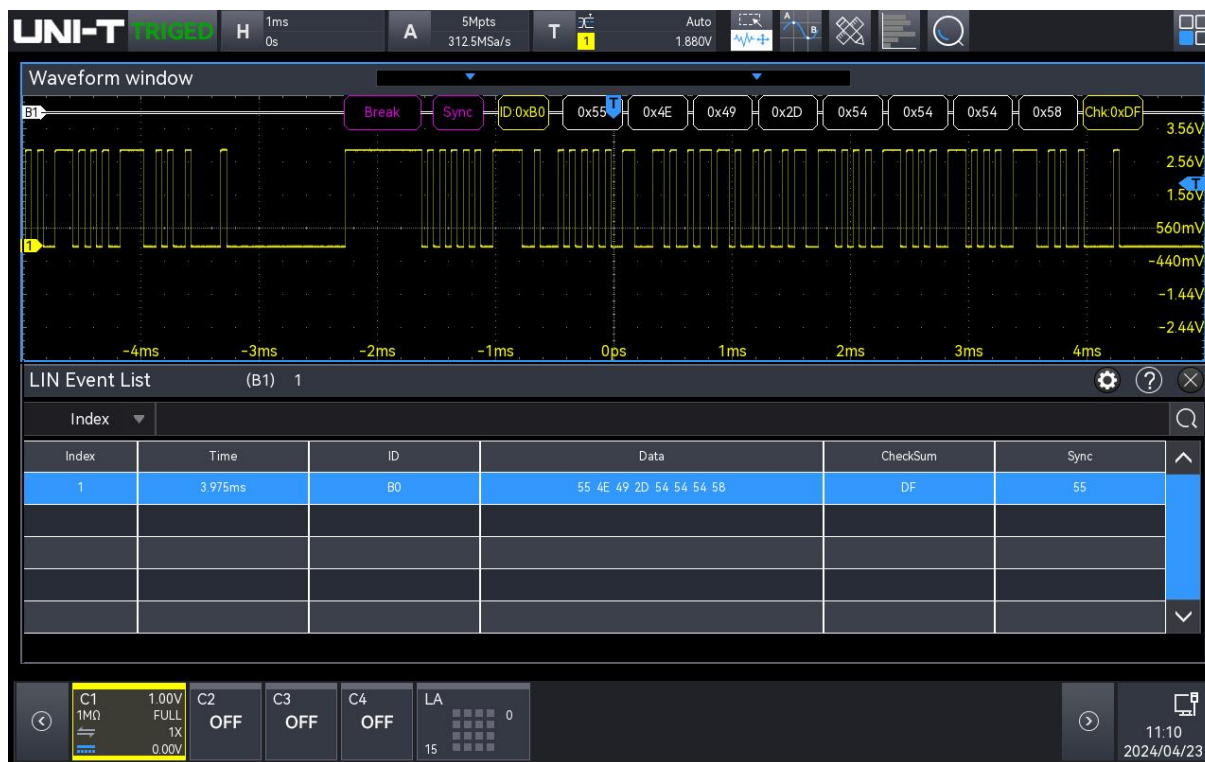 UNI-T TRIGED H 1ms 0s A 5Mpts 312.5MSa/s T 1 Auto 1.880V A B
Waveform window
B1 Break Sync ID:0xB0 0x55 T 0x4E 0x49 0x2D 0x54 0x54 0x54 0x58 Chk:0xDF
3.56V
2.56V
T
1.56V
560mV
1
-440mV
-1.44V
-2.44V
-4ms -3ms -2ms -1ms 0ps 1ms 2ms 3ms 4ms
LIN Event List (B1) 1 ?
Index
Index Time ID Data CheckSum Sync
1 3.975ms B0 55 4E 49 2D 54 54 54 58 DF 55
C1 1.00V C2 C3 C4 LA
1MΩ FULL OFF OFF OFF 0
1X
0.00V 15
11:10
2024/04/23